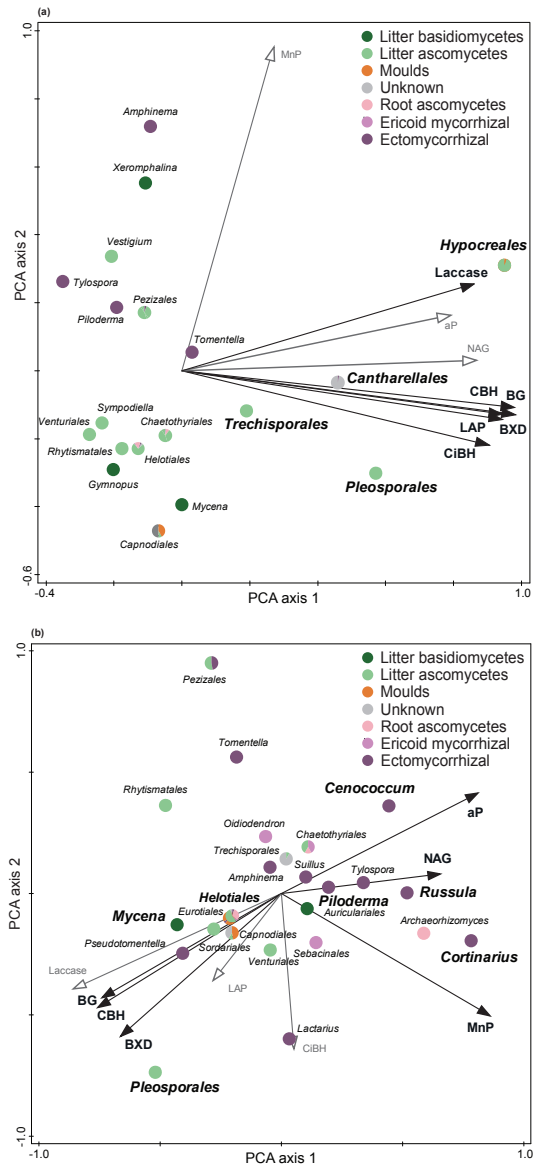 (a)
1.0
MnP
Litter basidiomycetes
Litter ascomycetes
Moulds
Unknown
Root ascomycetes
Ericoid mycorrhizal
Ectomycorrhizal
Amphinema
Xeromphalina
Vestigium
Hypocreales
Laccase
Tylospora
Pezizales
Piloderma
aP
PCA axis 2
Tomentella
NAG
Cantharellales
CBH
BG
Sympodiella
Trechisporales
Venturiales
Chaetothyriales
LAP
BXD
Rhytismatales
Helotiales
CiBH
Gymnopus
Pleosporales
Mycena
Capnodiales
-0.6
-0.4
PCA axis 1
1.0
(b)
1.0
Litter basidiomycetes
Litter ascomycetes
Moulds
Unknown
Root ascomycetes
Ericoid mycorrhizal
Ectomycorrhizal
Pezizales
Tomentella
Rhytismatales
Cenococcum
aP
Oidiodendron
Chaetothyriales
Trechisporales
Suillus
Tylospora
NAG
Amphinema
PCA axis 2
Helotiales
Piloderma
Russula
Eurotiales
Auriculariales
Mycena
Archaeorhizomyces
Capnodiales
Pseudotomentella
Sordariales
Sebacinales
Venturiales
Cortinarius
Laccase
LAP
BG
CBH
MnP
BXD
Lactarius
CiBH
Pleosporales
-1.0
-1.0
PCA axis 1
1.0